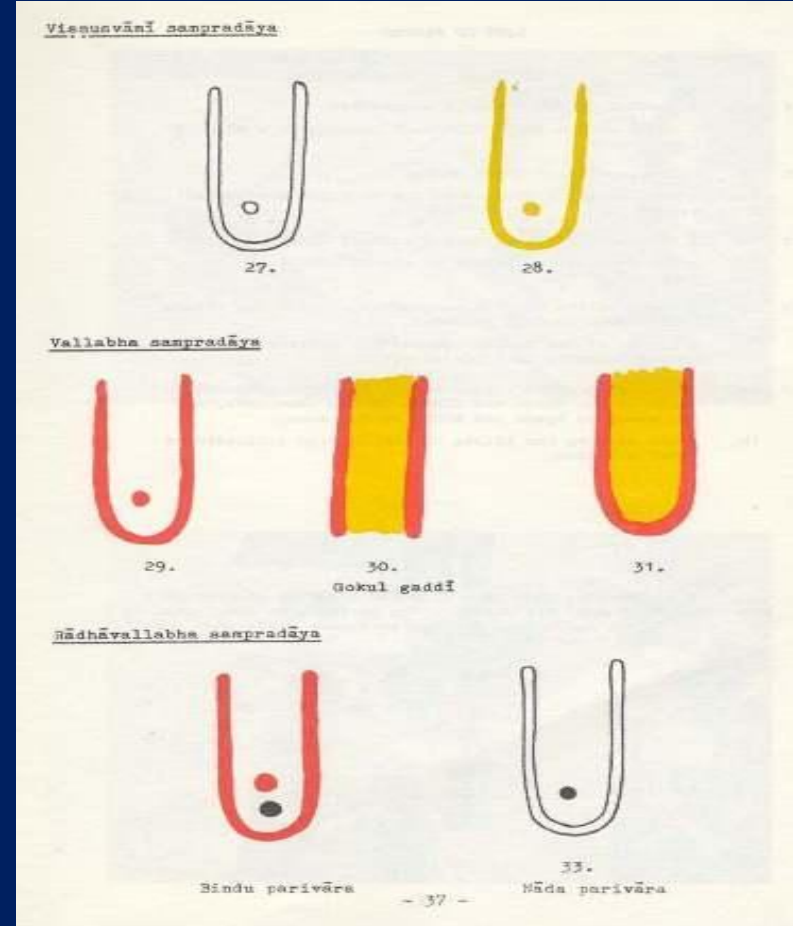 Viṣṇusvāmī sampradāya
27. 28.
Vallabha sampradāya
29. 30. 31.
Gokul gaddī
Rādhāvallabha sampradāya
33.
Bindu parivāra Nāda parivāra
- 37 -